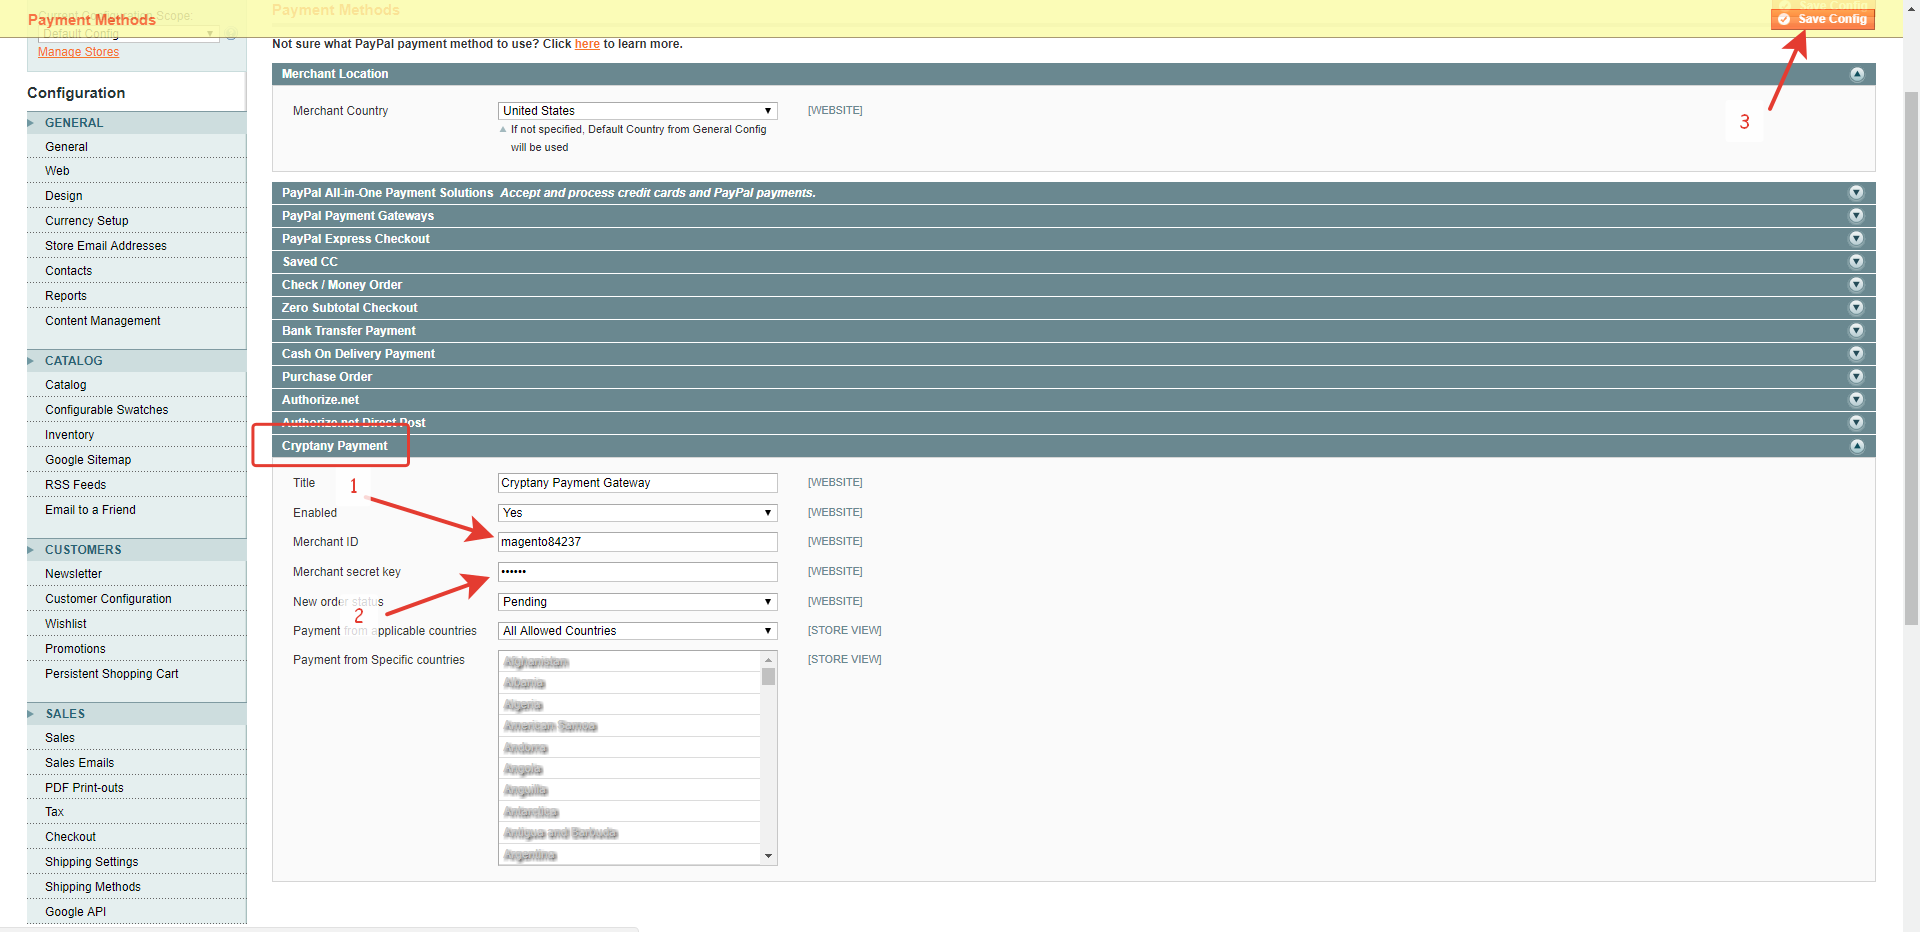 Payment Methods
Current Configuration Scope:
Default Config
Manage Stores
Configuration
GENERAL
General
Web
Design
Currency Setup
Store Email Addresses
Contacts
Reports
Content Management
CATALOG
Catalog
Configurable Swatches
Inventory
Google Sitemap
RSS Feeds
Email to a Friend
CUSTOMERS
Newsletter
Customer Configuration
Wishlist
Promotions
Persistent Shopping Cart
SALES
Sales
Sales Emails
PDF Print-outs
Tax
Checkout
Shipping Settings
Shipping Methods
Google API
Payment Methods
Save Config
Save Config
3
Not sure what PayPal payment method to use? Click here to learn more.
Merchant Location
Merchant Country United States [WEBSITE]
If not specified, Default Country from General Config
will be used
PayPal All-in-One Payment Solutions Accept and process credit cards and PayPal payments.
PayPal Payment Gateways
PayPal Express Checkout
Saved CC
Check / Money Order
Zero Subtotal Checkout
Bank Transfer Payment
Cash On Delivery Payment
Purchase Order
Authorize.net
Authorize.net Direct Post
Cryptany Payment
Title Cryptany Payment Gateway [WEBSITE]
1
Enabled Yes [WEBSITE]
Merchant ID magento84237 [WEBSITE]
Merchant secret key •••••• [WEBSITE]
New order status Pending [WEBSITE]
2
Payment from applicable countries All Allowed Countries [STORE VIEW]
Payment from Specific countries [STORE VIEW]
Afghanistan
Albania
Algeria
American Samoa
Andorra
Angola
Anguilla
Antarctica
Antigua and Barbuda
Argentina